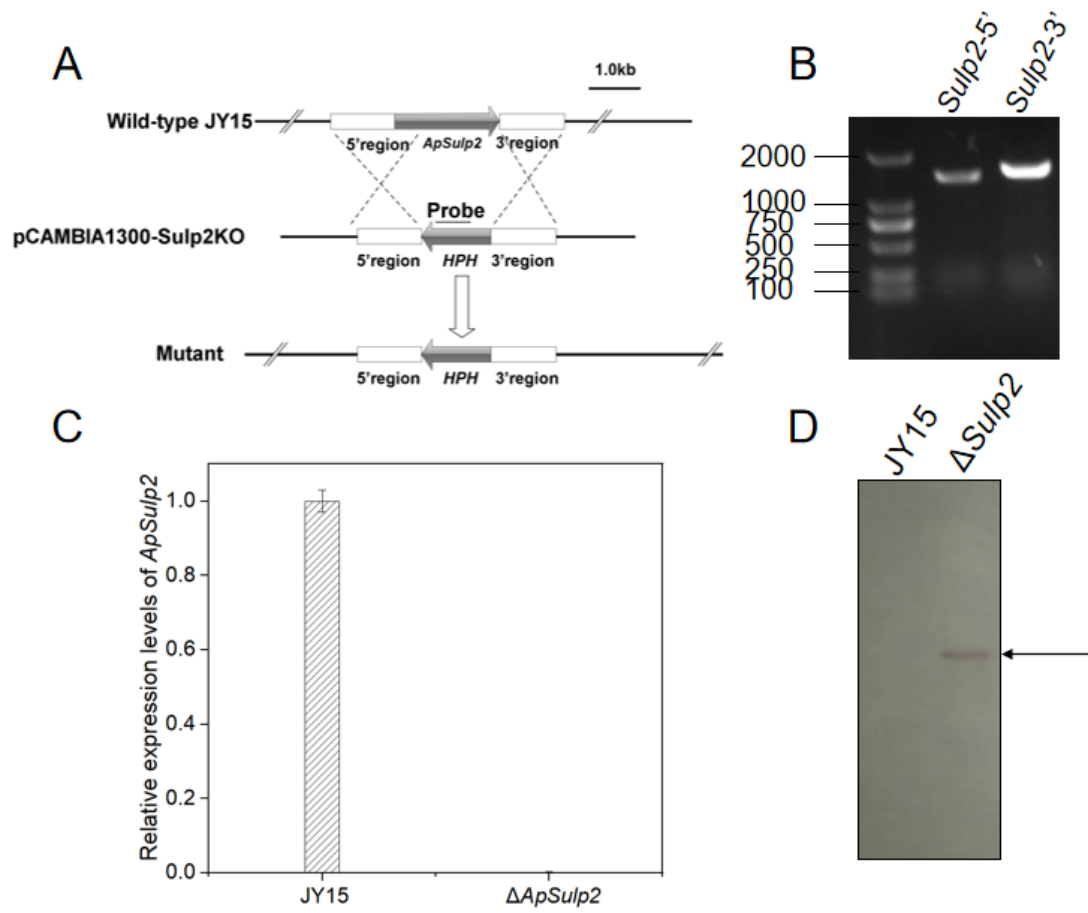 A
1.0kb
Wild-type JY15
5'region ApSulp2 3'region
Probe
pCAMBIA1300-Sulp2KO
5'region HPH 3'region
Mutant
5'region HPH 3'region
B
Sulp2-5’ Sulp2-3’
2000
1000
750
500
250
100
C
Relative expression levels of ApSulp2
1.0
0.8
0.6
0.4
0.2
0.0
JY15 ΔApSulp2
D
JY15 ΔSulp2